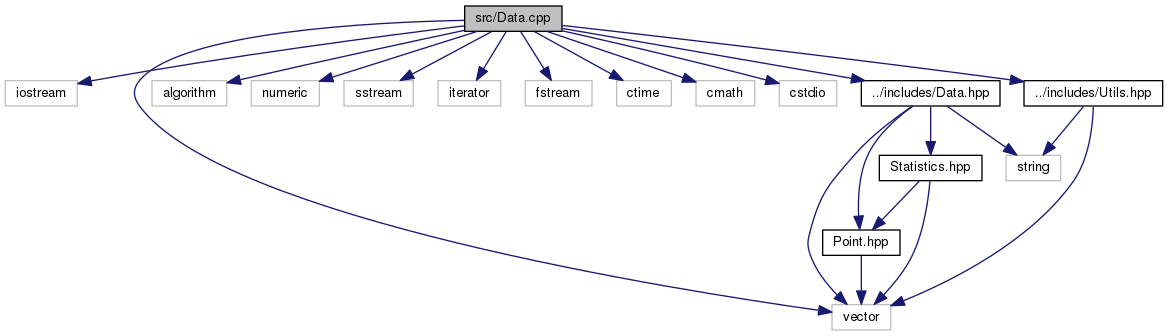 src/Data.cpp
iostream
algorithm
numeric
sstream
iterator
fstream
ctime
cmath
cstdio
../includes/Data.hpp
../includes/Utils.hpp
Statistics.hpp
string
Point.hpp
vector